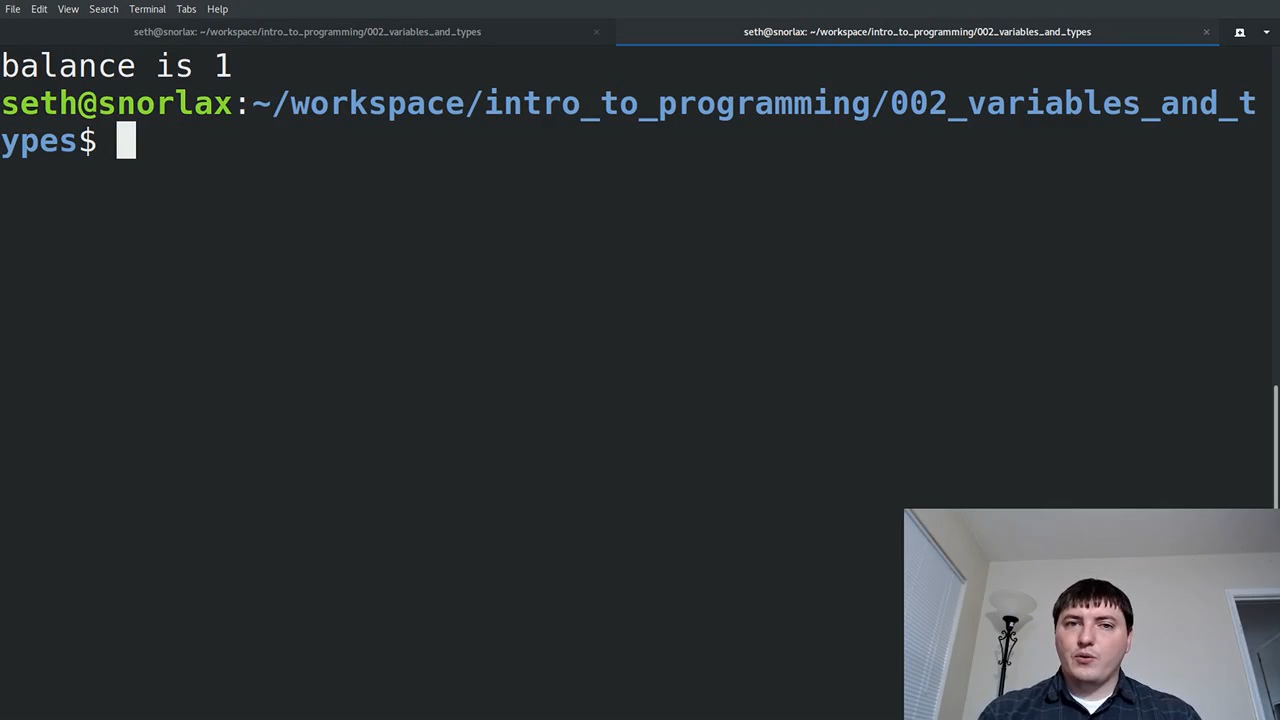 File Edit View Search Terminal Tabs Help
seth@snorlax: ~/workspace/intro_to_programming/002_variables_and_types
seth@snorlax: ~/workspace/intro_to_programming/002_variables_and_types
balance is 1
seth@snorlax:~/workspace/intro_to_programming/002_variables_and_t
ypes$